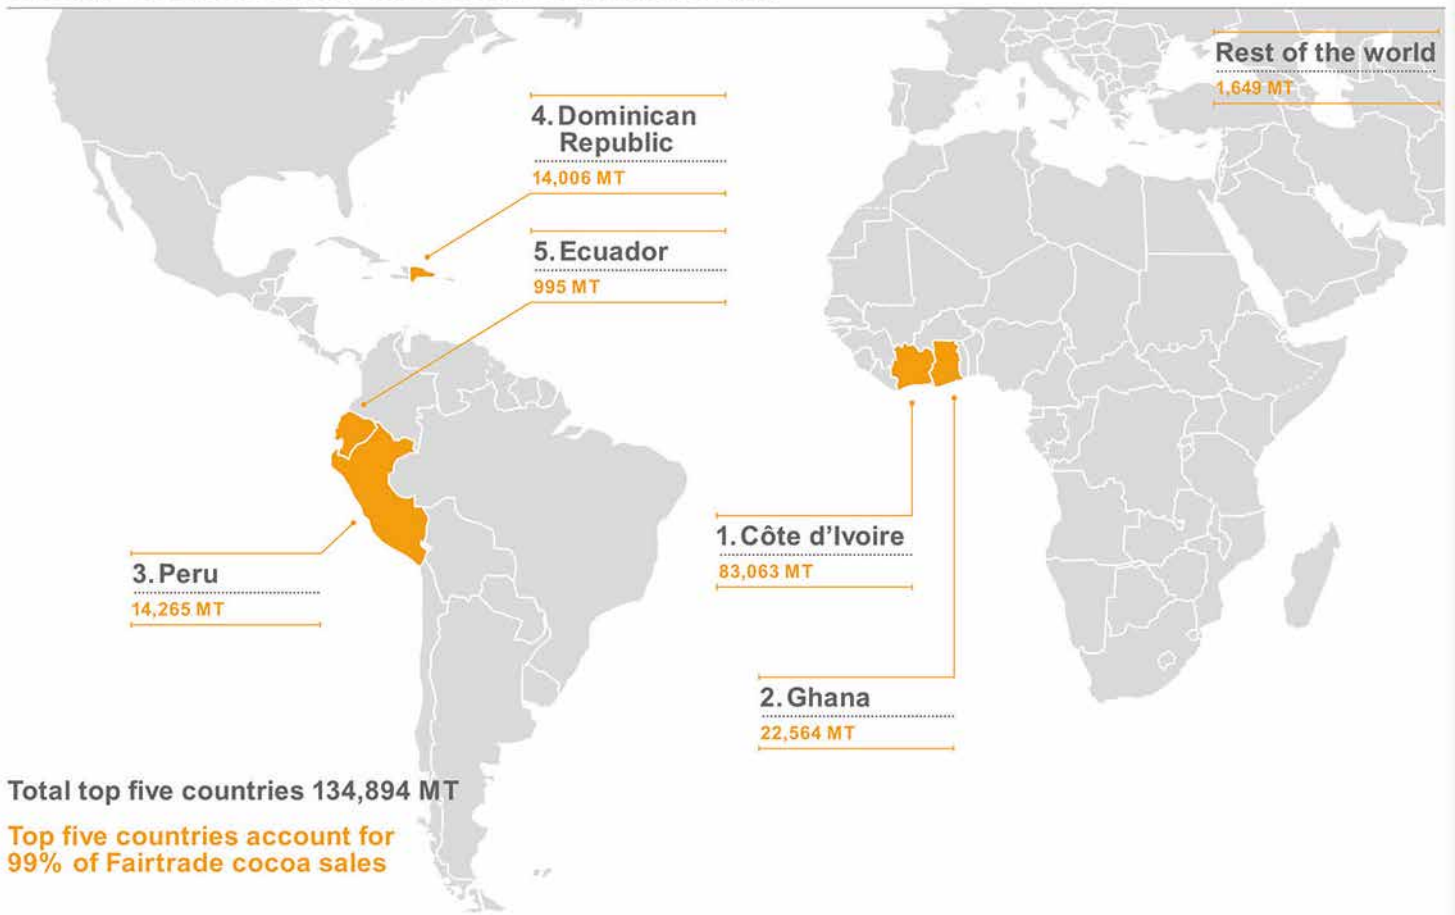 Rest of the world
1,649 MT
4. Dominican
Republic
14,006 MT
5. Ecuador
995 MT
1. Côte d’Ivoire
83,063 MT
3. Peru
14,265 MT
2. Ghana
22,564 MT
Total top five countries 134,894 MT
Top five countries account for
99% of Fairtrade cocoa sales